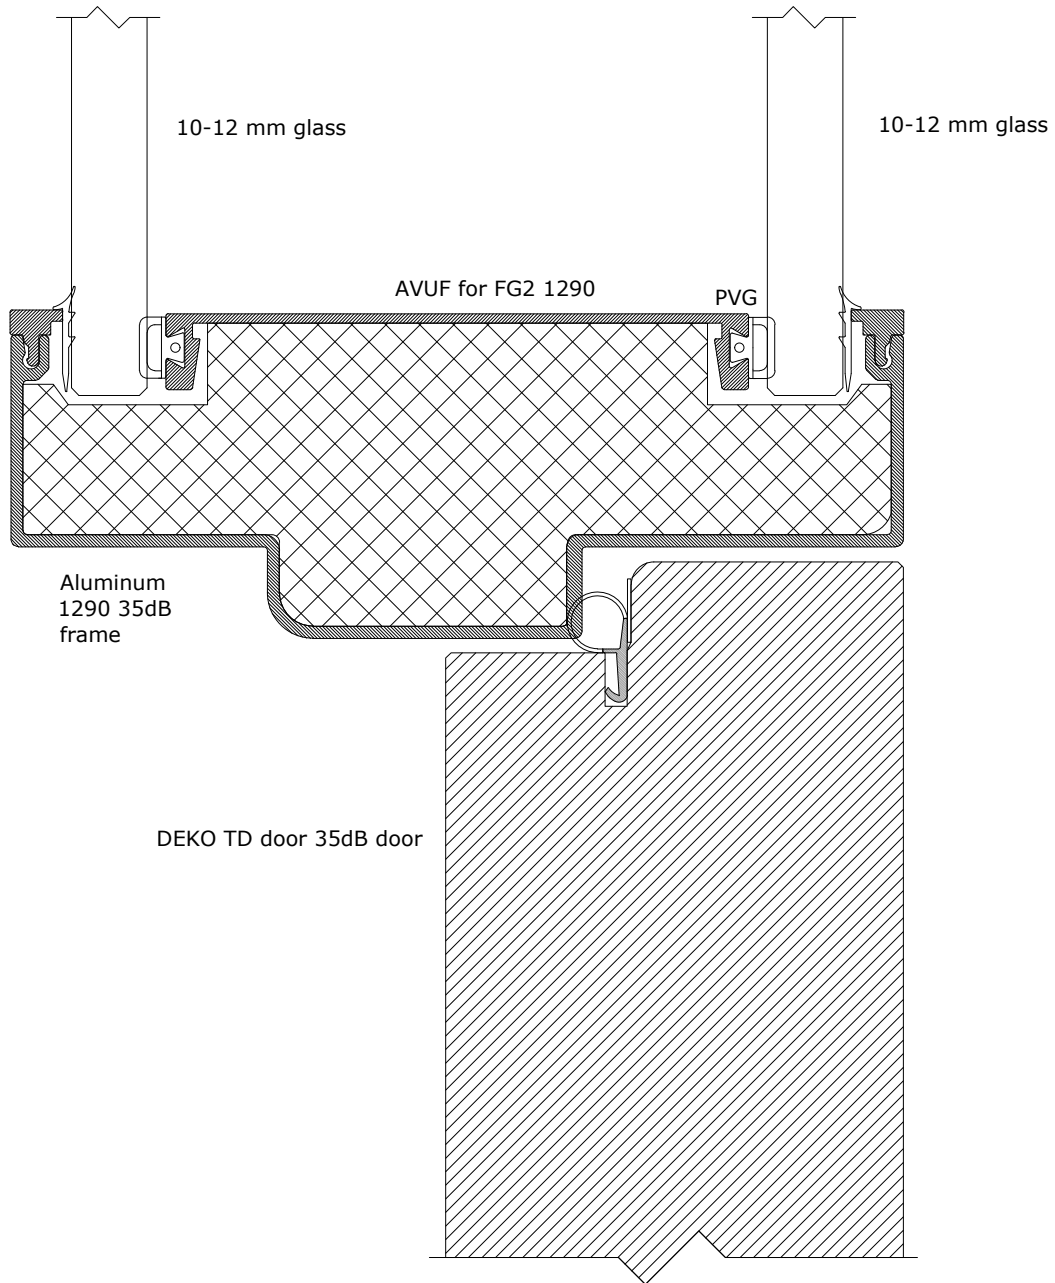 10-12 mm glass
10-12 mm glass
AVUF for FG2 1290
PVG
Aluminum
1290 35dB
frame
DEKO TD door 35dB door